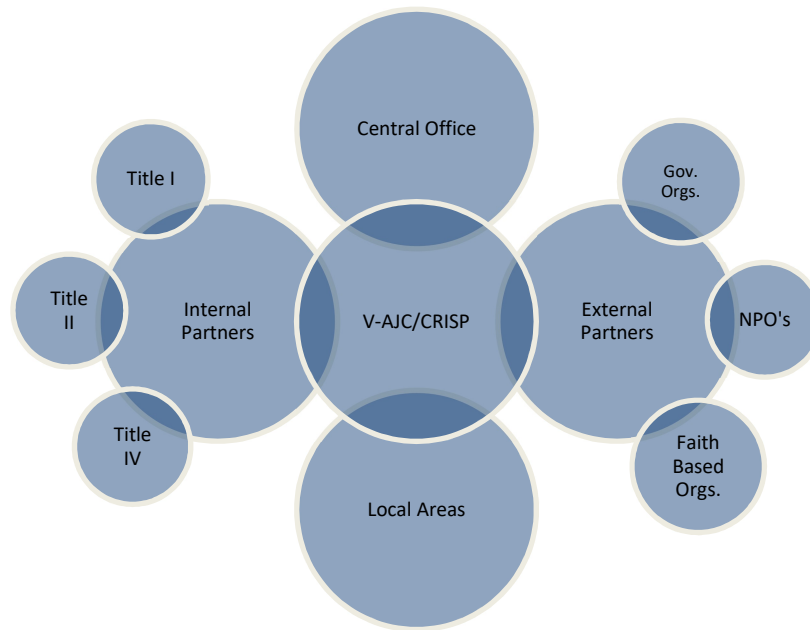 Central Office
Title I
Gov.
Orgs.
Title
II
Internal
Partners
V-AJC/CRISP
External
Partners
NPO's
Title
IV
Faith
Based
Orgs.
Local Areas